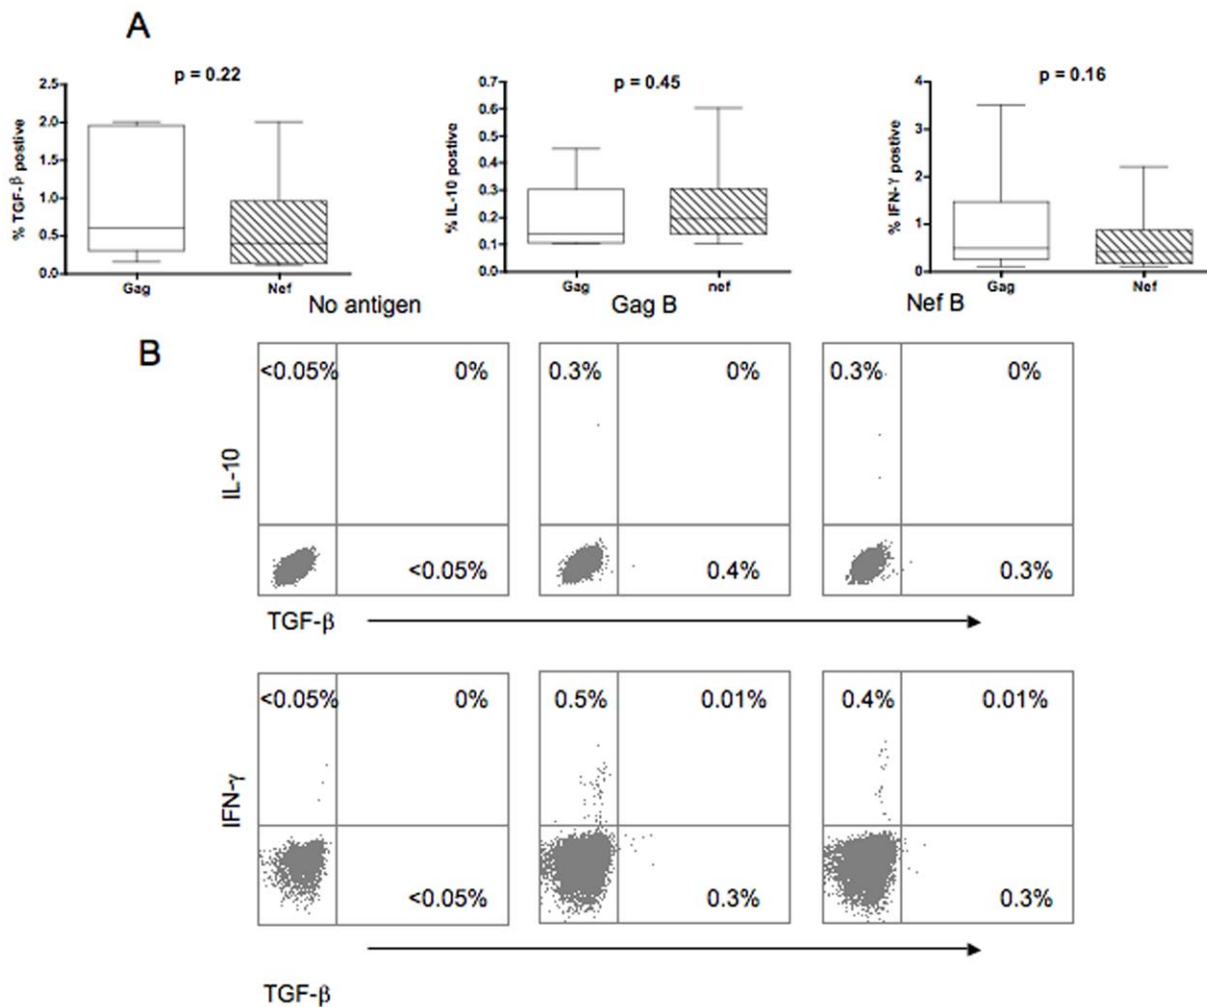 A
p = 0.22
% TGF-β postive
2.5
2.0
1.5
1.0
0.5
0.0
Gag Nef
p = 0.45
% IL-10 postive
0.7
0.6
0.5
0.4
0.3
0.2
0.1
0.0
Gag nef
p = 0.16
% IFN-γ postive
4
3
2
1
0
Gag Nef
No antigen Gag B Nef B
B
IL-10
<0.05% 0% 0.3% 0% 0.3% 0%
<0.05% 0.4% 0.3%
TGF-β
IFN-γ
<0.05% 0% 0.5% 0.01% 0.4% 0.01%
<0.05% 0.3% 0.3%
TGF-β